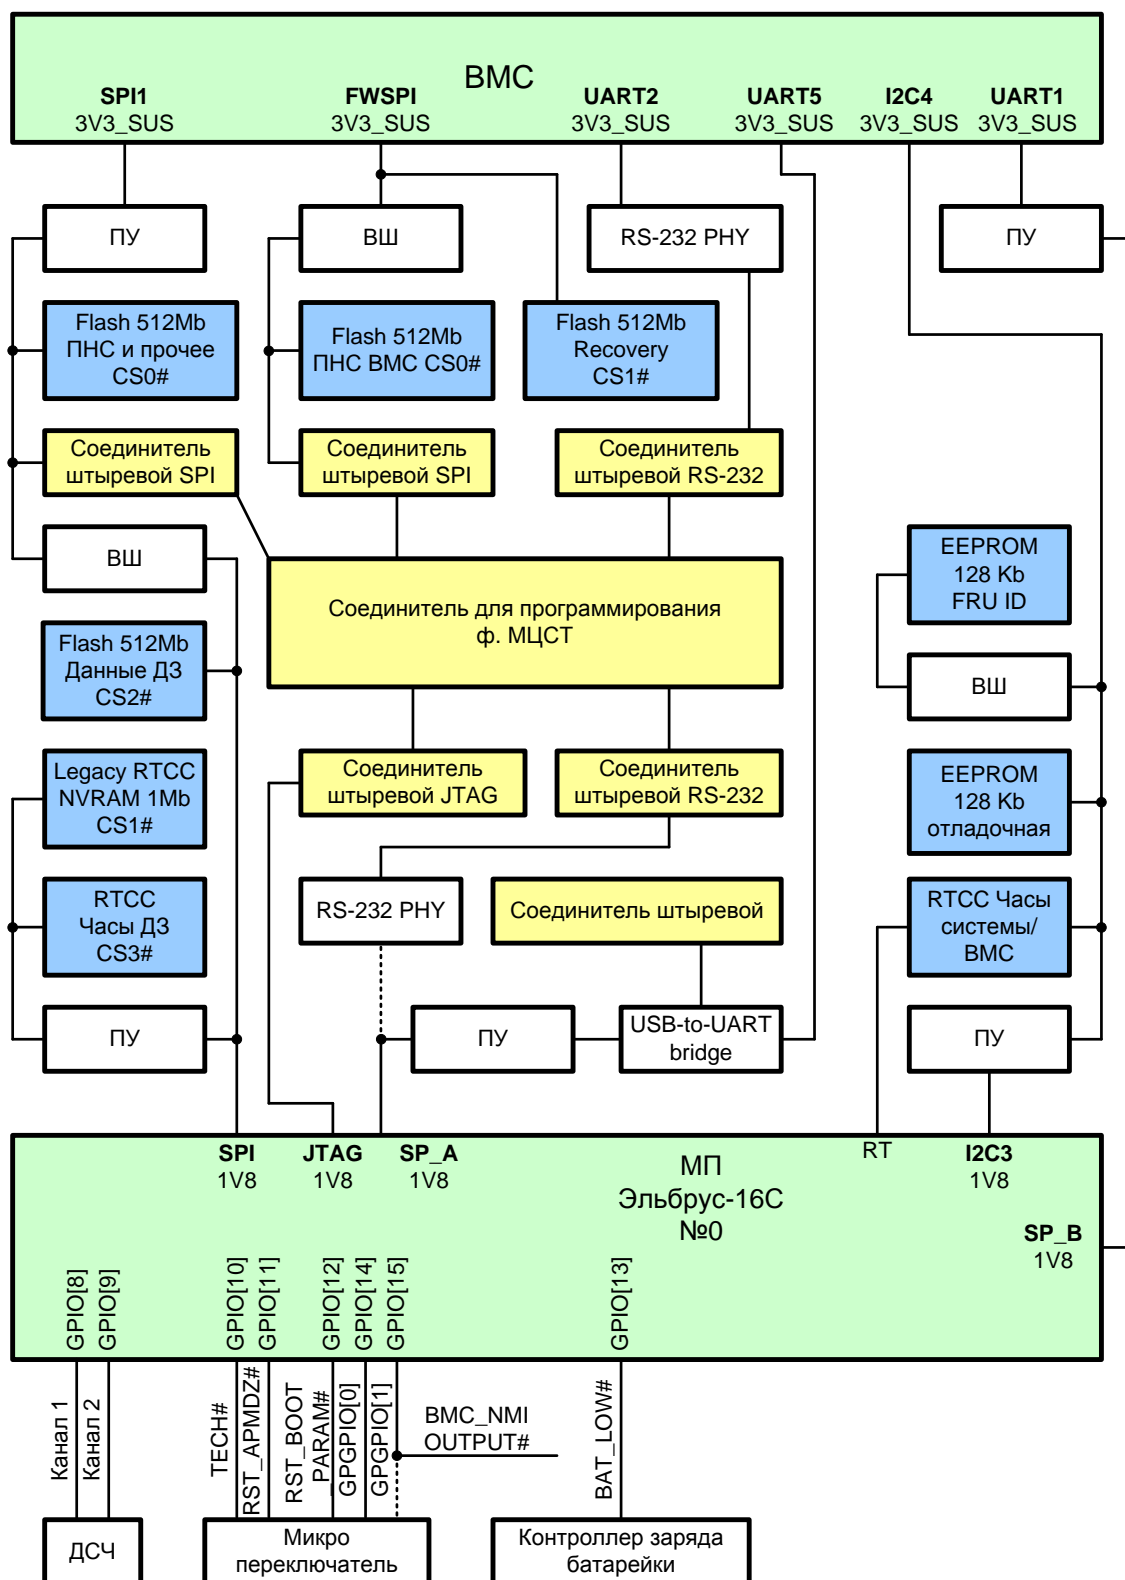 ВМС
SPI1
3V3_SUS
FWSPI
3V3_SUS
UART2
3V3_SUS
UART5
3V3_SUS
I2C4
3V3_SUS
UART1
3V3_SUS
ПУ
ВШ
RS-232 PHY
ПУ
Flash 512Mb
ПНС и прочее
CS0#
Flash 512Mb
ПНС ВМС CS0#
Flash 512Mb
Recovery
CS1#
Соединитель
штыревой SPI
Соединитель
штыревой SPI
Соединитель
штыревой RS-232
ВШ
Соединитель для программирования
ф. МЦСТ
EEPROM
128 Kb
FRU ID
Flash 512Mb
Данные ДЗ
CS2#
ВШ
Legacy RTCC
NVRAM 1Mb
CS1#
Соединитель
штыревой JTAG
Соединитель
штыревой RS-232
EEPROM
128 Kb
отладочная
RTCC
Часы ДЗ
CS3#
RS-232 PHY
Соединитель штыревой
RTCC Часы
системы/
ВМС
ПУ
ПУ
USB-to-UART
bridge
ПУ
SPI
1V8
JTAG
1V8
SP_A
1V8
МП
Эльбрус-16С
№0
RT
I2C3
1V8
SP_B
1V8
GPIO[8]
GPIO[9]
GPIO[10]
GPIO[11]
GPIO[12]
GPIO[14]
GPIO[15]
GPIO[13]
Канал 1
Канал 2
TECH#
RST_APMDZ#
RST_BOOT
_PARAM#
GPGPIO[0]
GPGPIO[1]
BMC_NMI
OUTPUT#
BAT_LOW#
ДСЧ
Микро
переключатель
Контроллер заряда
батарейки